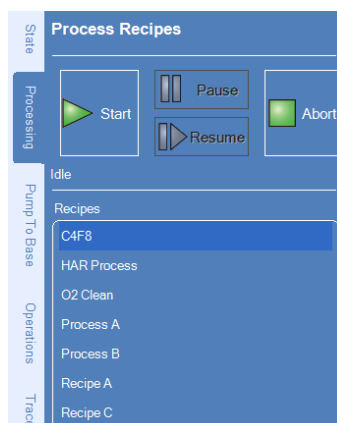 State
Processing
Pump To Base
Operations
Trace
Process Recipes
Start
Pause
Resume
Abort
Idle
Recipes
C4F8
HAR Process
O2 Clean
Process A
Process B
Recipe A
Recipe C